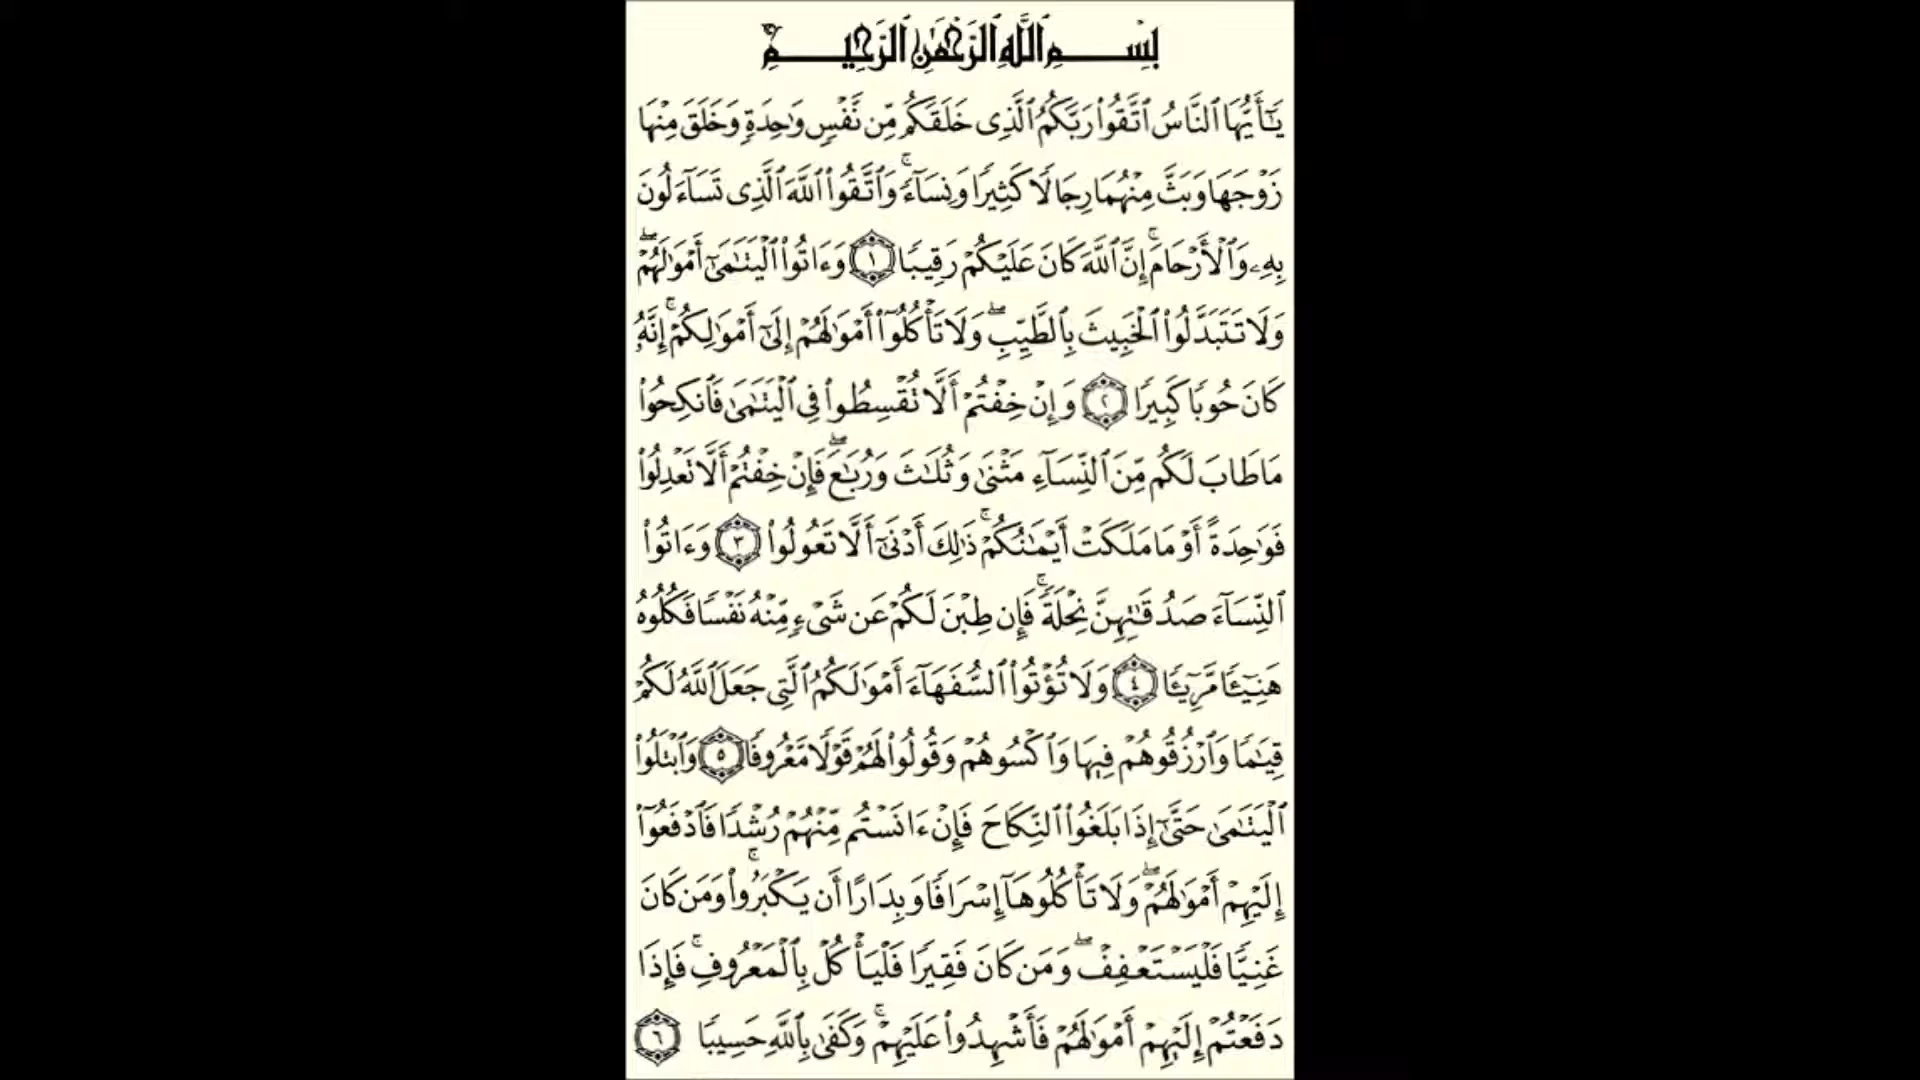 بِسْمِ ٱللَّهِ ٱلرَّحْمَٰنِ ٱلرَّحِيمِ
يَٰٓأَيُّهَا ٱلنَّاسُ ٱتَّقُوا۟ رَبَّكُمُ ٱلَّذِى خَلَقَكُم مِّن نَّفْسٍ وَٰحِدَةٍ وَخَلَقَ مِنْهَا
زَوْجَهَا وَبَثَّ مِنْهُمَا رِجَالًا كَثِيرًا وَنِسَآءً ۚ وَٱتَّقُوا۟ ٱللَّهَ ٱلَّذِى تَسَآءَلُونَ
بِهِۦ وَٱلْأَرْحَامَ ۚ إِنَّ ٱللَّهَ كَانَ عَلَيْكُمْ رَقِيبًا ١ وَءَاتُوا۟ ٱلْيَتَٰمَىٰٓ أَمْوَٰلَهُمْ ۖ
وَلَا تَتَبَدَّلُوا۟ ٱلْخَبِيثَ بِٱلطَّيِّبِ ۖ وَلَا تَأْكُلُوٓا۟ أَمْوَٰلَهُمْ إِلَىٰٓ أَمْوَٰلِكُمْ ۚ إِنَّهُۥ
كَانَ حُوبًا كَبِيرًا ٢ وَإِنْ خِفْتُمْ أَلَّا تُقْسِطُوا۟ فِى ٱلْيَتَٰمَىٰ فَٱنكِحُوا۟
مَا طَابَ لَكُم مِّنَ ٱلنِّسَآءِ مَثْنَىٰ وَثُلَٰثَ وَرُبَٰعَ ۖ فَإِنْ خِفْتُمْ أَلَّا تَعْدِلُوا۟
فَوَٰحِدَةً أَوْ مَا مَلَكَتْ أَيْمَٰنُكُمْ ۚ ذَٰلِكَ أَدْنَىٰٓ أَلَّا تَعُولُوا۟ ٣ وَءَاتُوا۟
ٱلنِّسَآءَ صَدُقَٰتِهِنَّ نِحْلَةً ۚ فَإِن طِبْنَ لَكُمْ عَن شَىْءٍ مِّنْهُ نَفْسًا فَكُلُوهُ
هَنِيٓـًٔا مَّرِيٓـًٔا ٤ وَلَا تُؤْتُوا۟ ٱلسُّفَهَآءَ أَمْوَٰلَكُمُ ٱلَّتِى جَعَلَ ٱللَّهُ لَكُمْ
قِيَٰمًا وَٱرْزُقُوهُمْ فِيهَا وَٱكْسُوهُمْ وَقُولُوا۟ لَهُمْ قَوْلًا مَّعْرُوفًا ٥ وَٱبْتَلُوا۟
ٱلْيَتَٰمَىٰ حَتَّىٰٓ إِذَا بَلَغُوا۟ ٱلنِّكَاحَ فَإِنْ ءَانَسْتُم مِّنْهُمْ رُشْدًا فَٱدْفَعُوٓا۟
إِلَيْهِمْ أَمْوَٰلَهُمْ ۖ وَلَا تَأْكُلُوهَآ إِسْرَافًا وَبِدَارًا أَن يَكْبَرُوا۟ ۚ وَمَن كَانَ
غَنِيًّا فَلْيَسْتَعْفِفْ ۖ وَمَن كَانَ فَقِيرًا فَلْيَأْكُلْ بِٱلْمَعْرُوفِ ۚ فَإِذَا
دَفَعْتُمْ إِلَيْهِمْ أَمْوَٰلَهُمْ فَأَشْهِدُوا۟ عَلَيْهِمْ ۚ وَكَفَىٰ بِٱللَّهِ حَسِيبًا ٦